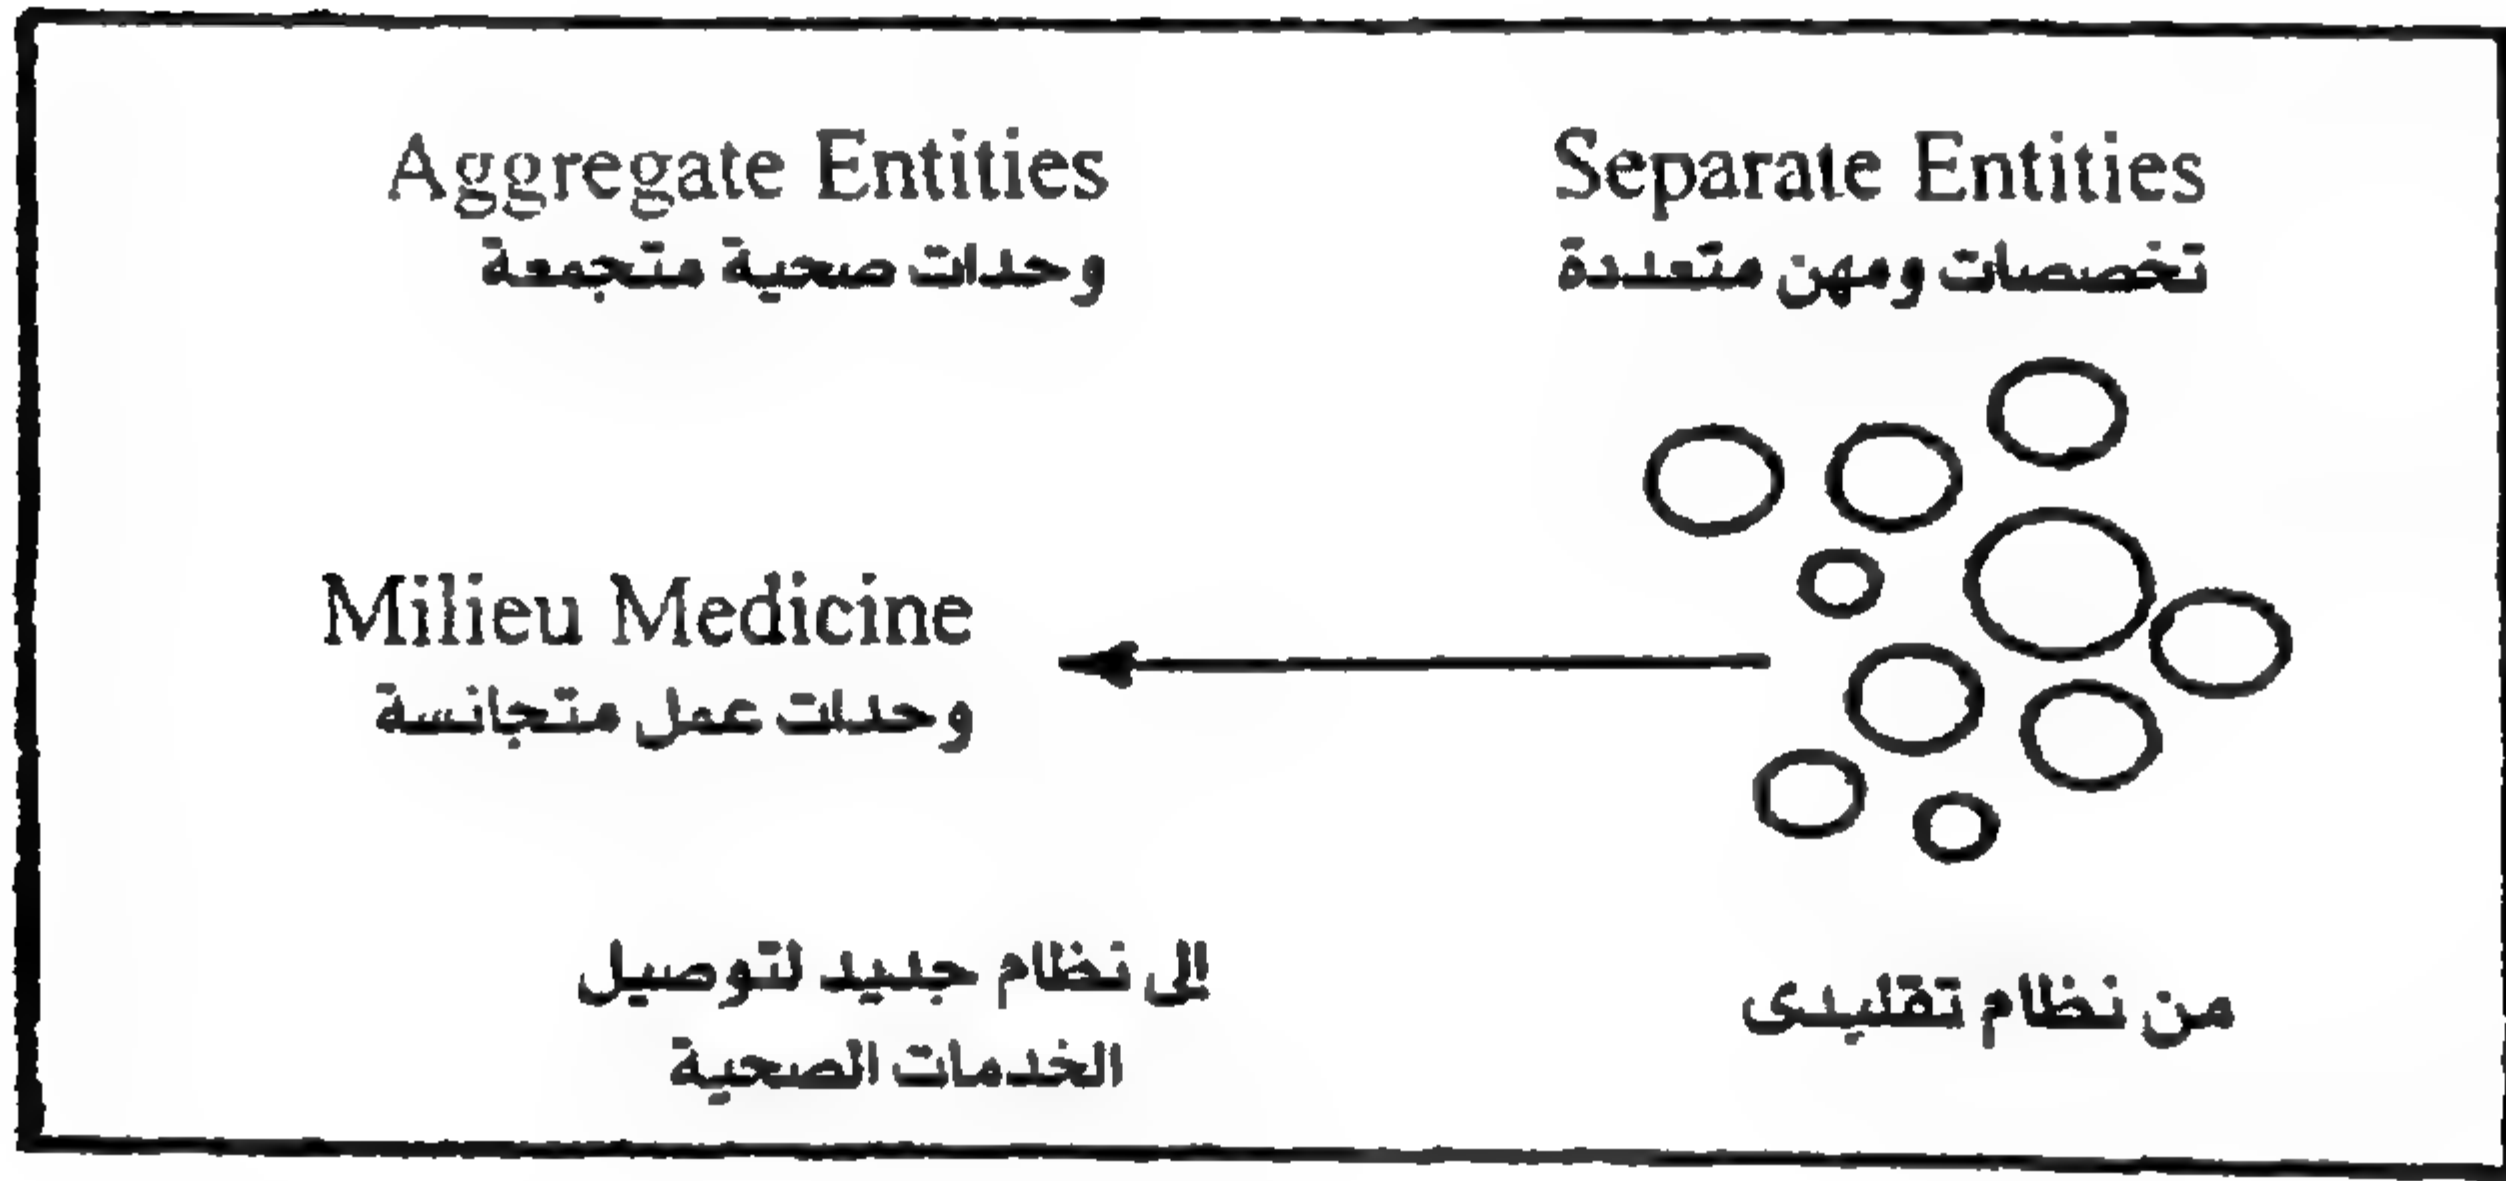 Separate Entities
تخصصات ومهن متعددة
من نظام تقليدى
Aggregate Entities
وحدات صحية متجمعة
Milieu Medicine
وحدات عمل متجانسة
إلى نظام جديد لتوصيل
الخدمات الصحية